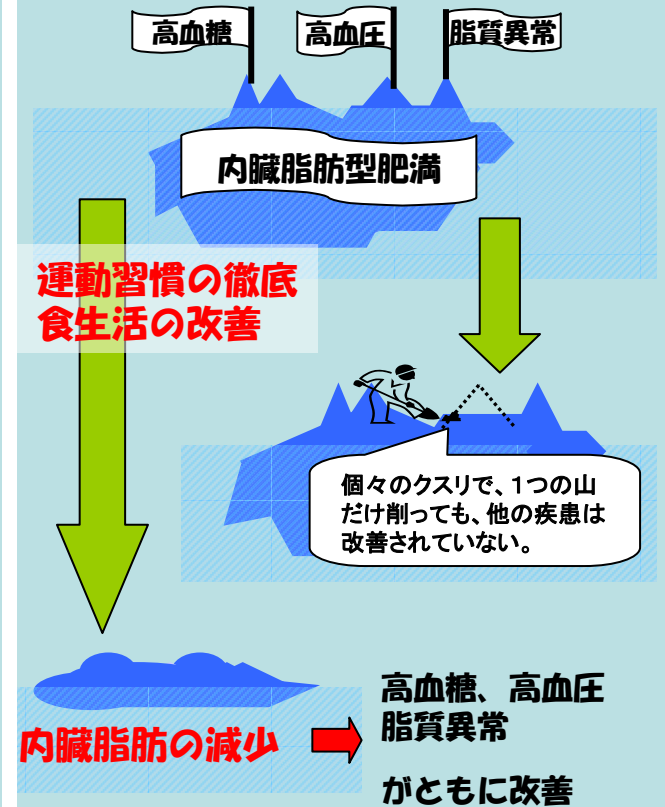 高血糖
高血圧
脂質異常
内臓脂肪型肥満
運動習慣の徹底
食生活の改善
個々のクスリで、1つの山
だけ削っても、他の疾患は
改善されていない。
内臓脂肪の減少
高血糖、高血圧
脂質異常
がともに改善